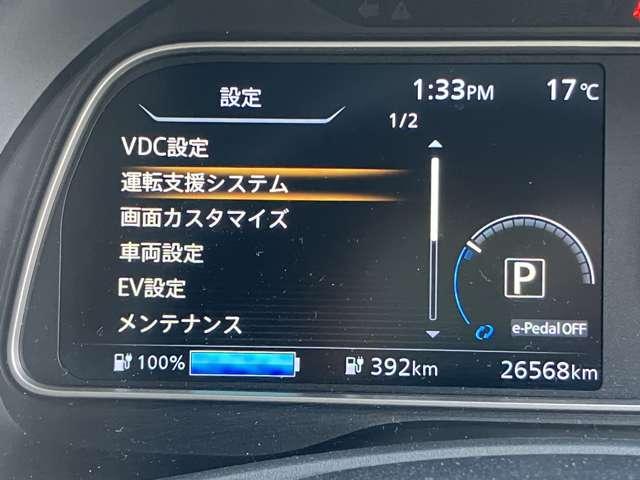 設定
1:33PM 17℃
1/2
VDC設定
運転支援システム
画面カスタマイズ
車両設定
EV設定
メンテナンス
P
e-Pedal OFF
100% 392km 26568km